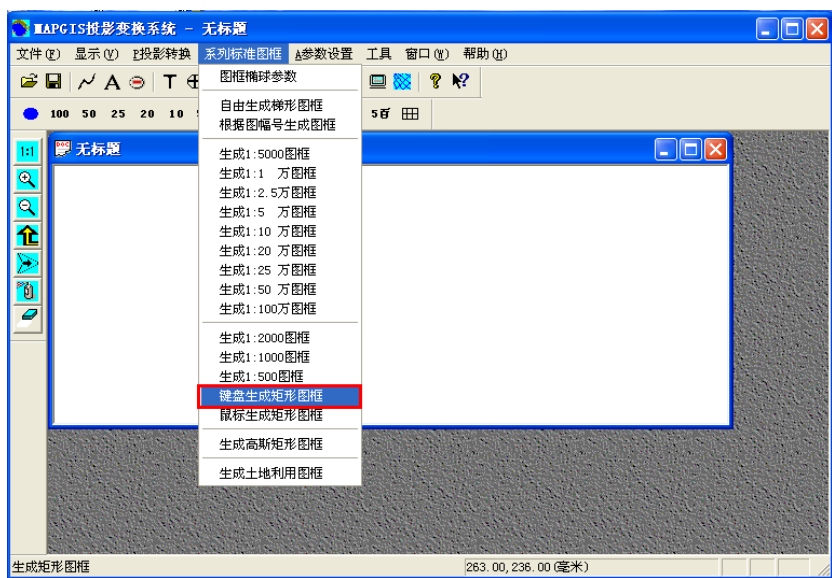 MAPGIS投影变换系统 - 无标题
文件(F) 显示(V) P投影转换 系列标准图框 A参数设置 工具 窗口(W) 帮助(H)
A T
100 50 25 20 10 5百
1:1
无标题
图框椭球参数
自由生成梯形图框
根据图幅号生成图框
生成1:5000图框
生成1:1 万图框
生成1:2.5万图框
生成1:5 万图框
生成1:10 万图框
生成1:20 万图框
生成1:25 万图框
生成1:50 万图框
生成1:100万图框
生成1:2000图框
生成1:1000图框
生成1:500图框
键盘生成矩形图框
鼠标生成矩形图框
生成高斯矩形图框
生成土地利用图框
生成矩形图框 263.00,236.00(毫米)